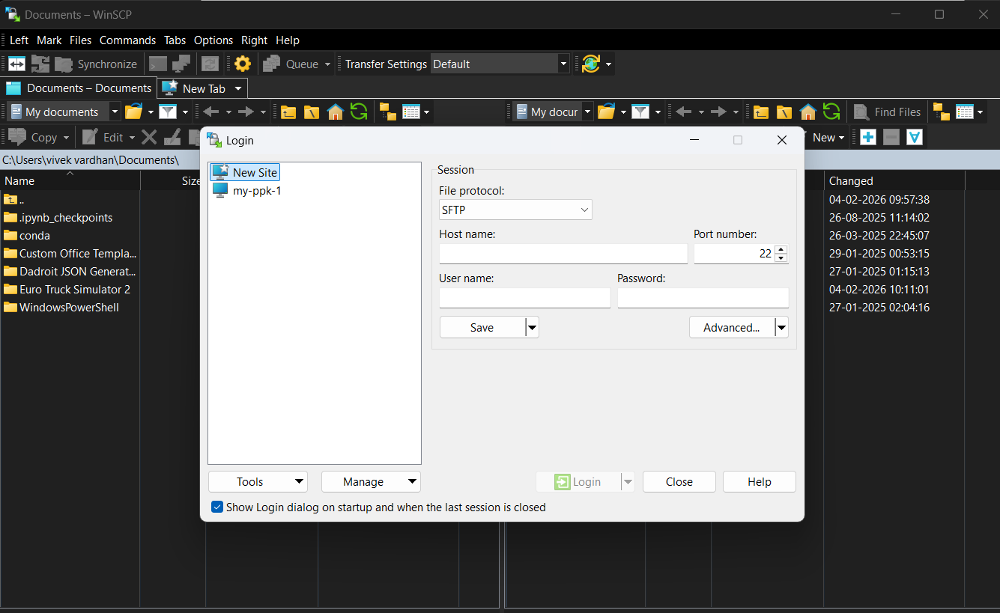 Documents – WinSCP
Left Mark Files Commands Tabs Options Right Help
Synchronize Queue Transfer Settings Default
Documents – Documents New Tab
My documents My docur Find Files
Copy Edit New
C:\Users\vivek vardhan\Documents\
Name Size Changed
..
.ipynb_checkpoints
conda
Custom Office Templa...
Dadroit JSON Generat...
Euro Truck Simulator 2
WindowsPowerShell
04-02-2026 09:57:38
26-08-2025 11:14:02
26-03-2025 22:45:07
29-01-2025 00:53:15
27-01-2025 01:15:13
04-02-2026 10:11:01
27-01-2025 02:04:16
Login
New Site
my-ppk-1
Session
File protocol:
SFTP
Host name: Port number:
22
User name: Password:
Save Advanced...
Tools Manage Login Close Help
Show Login dialog on startup and when the last session is closed